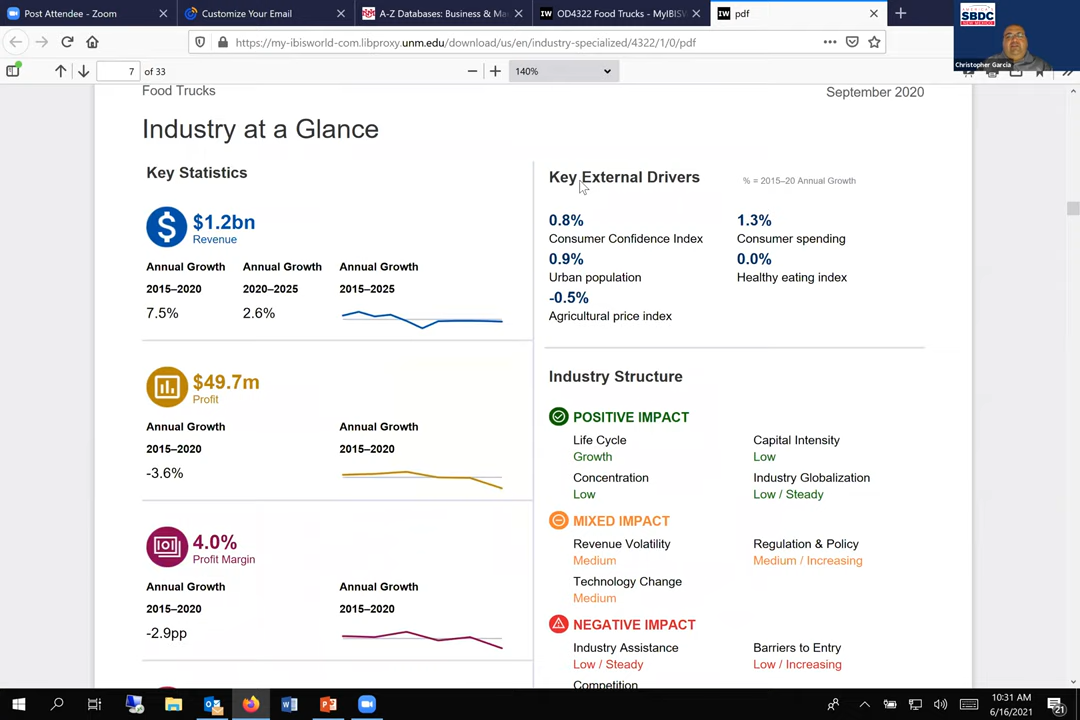 Post Attendee - Zoom
Customize Your Email
A-Z Databases: Business & Ma
OD4322 Food Trucks - MyIBISW
pdf
https://my-ibisworld-com.libproxy.unm.edu/download/us/en/industry-specialized/4322/1/0/pdf
AMERICA'S
SBDC
NEW MEXICO
Christopher Garcia
7 of 33
140%
Food Trucks
September 2020
Industry at a Glance
Key Statistics
$1.2bn
Revenue
Annual Growth Annual Growth Annual Growth
2015–2020 2020–2025 2015–2025
7.5% 2.6%
$49.7m
Profit
Annual Growth Annual Growth
2015–2020 2015–2020
-3.6%
4.0%
Profit Margin
Annual Growth Annual Growth
2015–2020 2015–2020
-2.9pp
Key External Drivers % = 2015–20 Annual Growth
0.8% 1.3%
Consumer Confidence Index Consumer spending
0.9% 0.0%
Urban population Healthy eating index
-0.5%
Agricultural price index
Industry Structure
POSITIVE IMPACT
Life Cycle Capital Intensity
Growth Low
Concentration Industry Globalization
Low Low / Steady
MIXED IMPACT
Revenue Volatility Regulation & Policy
Medium Medium / Increasing
Technology Change
Medium
NEGATIVE IMPACT
Industry Assistance Barriers to Entry
Low / Steady Low / Increasing
Competition
10:31 AM
6/16/2021
21